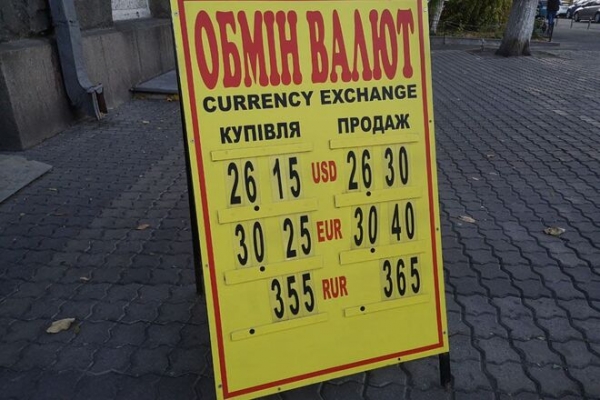 ОБМІН ВАЛЮТ
CURRENCY EXCHANGE
КУПІВЛЯ ПРОДАЖ
26.15 USD 26.30
30.25 EUR 30.40
.355 RUR .365